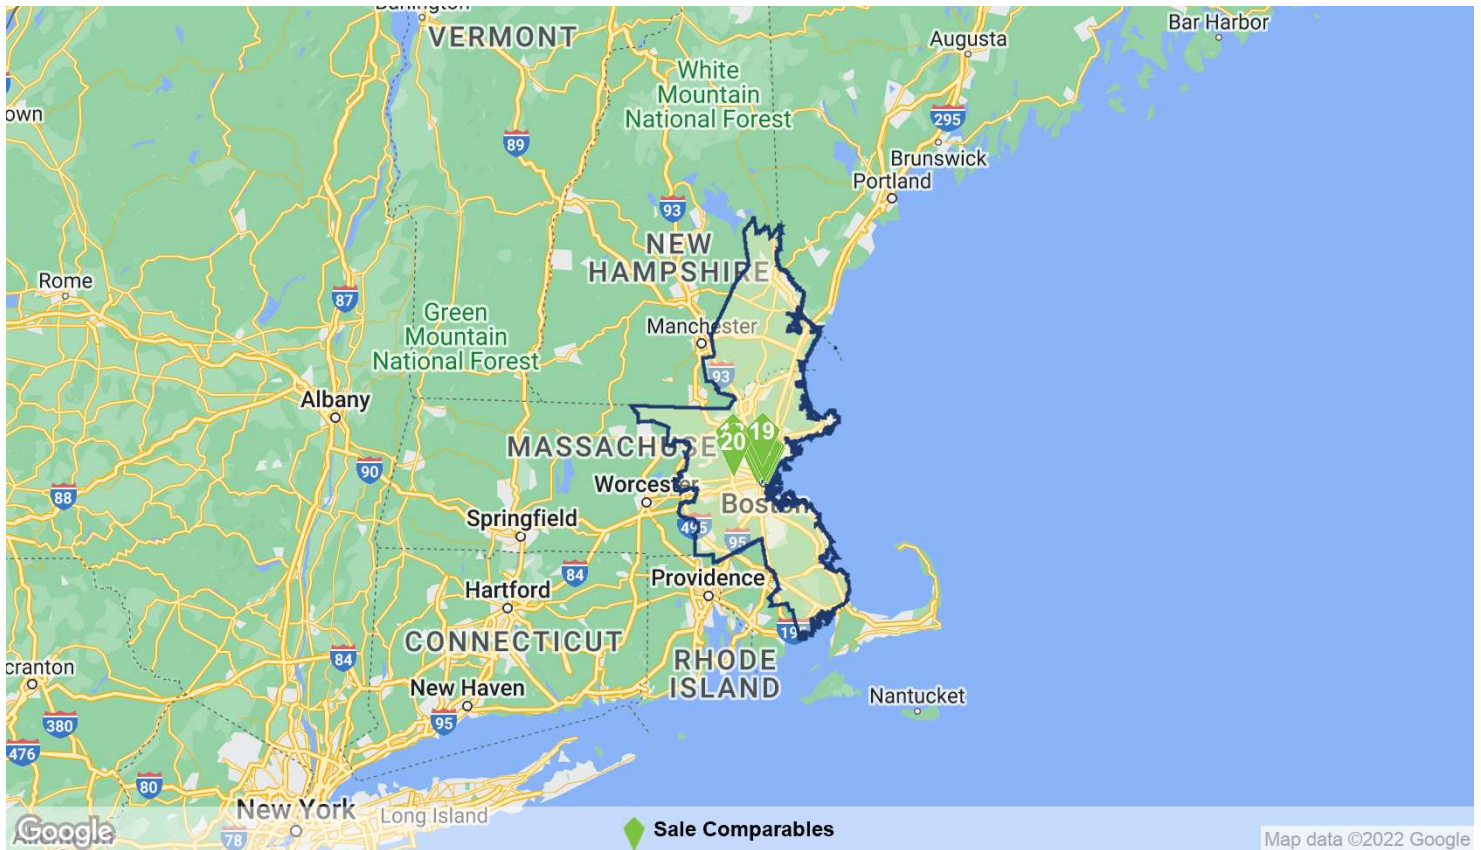 Burlington
VERMONT
Augusta
Bar Harbor
White
Mountain
National Forest
own
89
295
Brunswick
Portland
93
NEW
HAMPSHIRE
Rome
87
Green
Mountain
National Forest
Manchester
93
Albany
19
20
MASSACHUSE
90
88
Worcester
Boston
Springfield
495
95
84
Providence
Hartford
CONNECTICUT
195
84
RHODE
ISLAND
cranton
New Haven
Nantucket
95
380
476
80
New York
Long Island
78
Google
Sale Comparables
Map data ©2022 Google